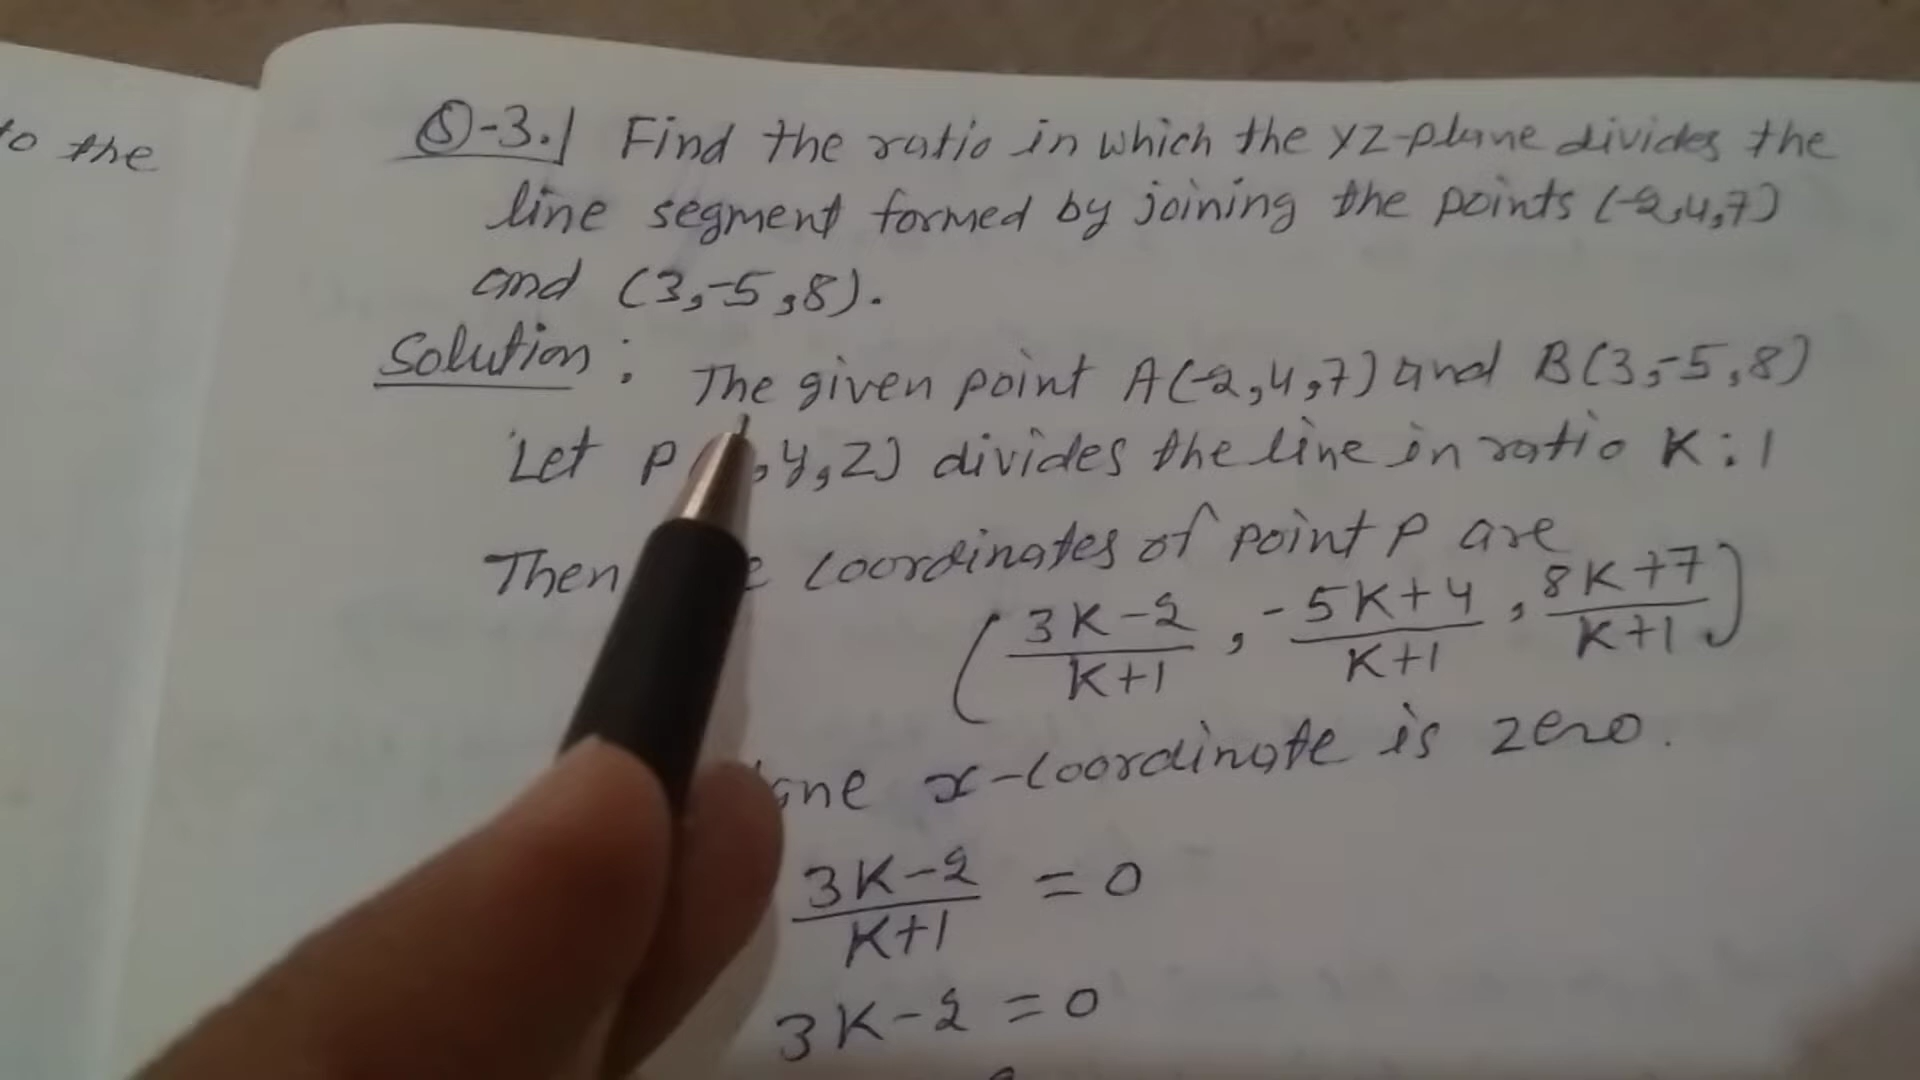 to the
Q-3. Find the ratio in which the YZ-plane divides the
line segment formed by joining the points (-2,4,7)
and (3,-5,8).
Solution: The given point A(-2,4,7) and B(3,-5,8)
Let P( ,y,z) divides the line in ratio K:1
Then coordinates of point P are
(3K-2/K+1, -5K+4/K+1, 8K+7/K+1)
x-coordinate is zero.
3K-2/K+1 = 0
3K-2 = 0